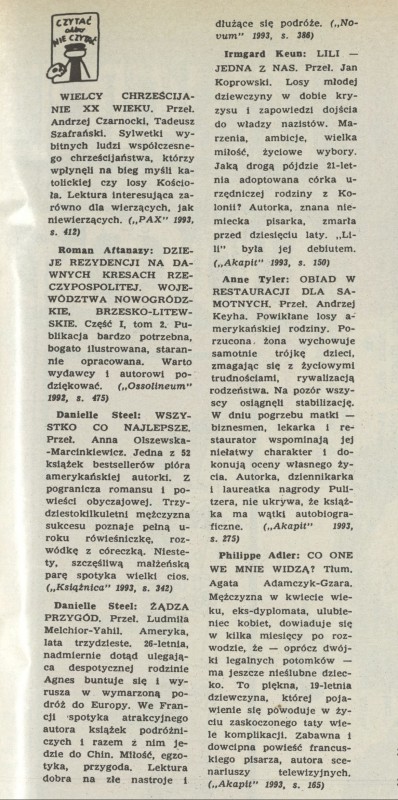 CZYTAĆ
albo
NIE CZYTAĆ
WIELCY CHRZEŚCIJA-
NIE XX WIEKU. Przeł.
Andrzej Czarnocki, Tadeusz
Szafrański. Sylwetki wy-
bitnych ludzi współczesne-
go chrześcijaństwa, którzy
wpłynęli na bieg myśli ka-
tolickiej czy losy Kościo-
ła. Lektura interesująca za-
równo dla wierzących, jak
niewierzących. („PAX" 1993,
s. 412)
Roman Aftanazy: DZIE-
JE REZYDENCJI NA DA-
WNYCH KRESACH RZE-
CZYPOSPOLITEJ. WOJE-
WÓDZTWA NOWOGRÓDZ-
KIE, BRZESKO-LITEW-
SKIE. Część I, tom 2. Pu-
blikacja bardzo potrzebna,
bogato ilustrowana, staran-
nie opracowana. Warto
wydawcy i autorowi po-
dziękować. („Ossolineum"
1992, s. 475)
Danielle Steel: WSZY-
STKO CO NAJLEPSZE.
Przeł. Anna Olszewska-
-Marcinkiewicz. Jedna z 52
książek bestsellerów pióra
amerykańskiej autorki. Z
pogranicza romansu i po-
wieści obyczajowej. Trzy-
dziestokilkuletni mężczyzna
sukcesu poznaje pełną u-
roku rówieśniczkę, roz-
wódkę z córeczką. Nieste-
ty, szczęśliwą małżeńską
parę spotyka wielki cios.
(„Książnica" 1993, s. 342)
Danielle Steel: ŻĄDZA
PRZYGÓD. Przeł. Ludmiła
Melchior-Yahil. Ameryka,
lata trzydzieste. 26-letnia,
nadmiernie dotąd ulegają-
ca despotycznej rodzinie
Agnes buntuje się i wy-
rusza w wymarzoną po-
dróż do Europy. We Fran-
cji spotyka atrakcyjnego
autora książek podróżni-
czych i razem z nim je-
dzie do Chin. Miłość, egzo-
tyka, przygoda. Lektura
dobra na złe nastroje i
dłużące się podróże. („No-
vum" 1993, s. 386)
Irmgard Keun: LILI —
JEDNA Z NAS. Przeł. Jan
Koprowski. Losy młodej
dziewczyny w dobie kry-
zysu i zapowiedzi dojścia
do władzy nazistów. Ma-
rzenia, ambicje, wielka
miłość, życiowe wybory.
Jaką drogą pójdzie 21-let-
nia adoptowana córka u-
rzędniczej rodziny z Ko-
lonii? Autorka, znana nie-
miecka pisarka, zmarła
przed dziesięciu laty. „Li-
li" była jej debiutem.
(„Akapit" 1993, s. 150)
Anne Tyler: OBIAD W
RESTAURACJI DLA SA-
MOTNYCH. Przeł. Andrzej
Keyha. Powikłane losy a-
merykańskiej rodziny. Po-
rzucona żona wychowuje
samotnie trójkę dzieci,
zmagając się z życiowymi
trudnościami, rywalizacją
rodzeństwa. Na pozór wszy-
scy osiągnęli stabilizację.
W dniu pogrzebu matki —
biznesmen, lekarka i re-
staurator wspominają jej
niełatwy charakter i do-
konują oceny własnego ży-
cia. Autorka, dziennikarka
i laureatka nagrody Puli-
tzera, nie ukrywa, że książ-
ka ma wątki autobiogra-
ficzne. („Akapit" 1993,
s. 275)
Philippe Adler: CO ONE
WE MNIE WIDZĄ? Tłum.
Agata Adamczyk-Gzara.
Mężczyzna w kwiecie wie-
ku, eks-dyplomata, ulubie-
niec kobiet, dowiaduje się
w kilka miesięcy po roz-
wodzie, że — oprócz dwój-
ki legalnych potomków —
ma jeszcze nieślubne dziec-
ko. To piękna, 19-letnia
dziewczyna, której poja-
wienie się powoduje w ży-
ciu zaskoczonego taty wie-
le komplikacji. Zabawna i
dowcipna powieść francus-
kiego pisarza, autora sce-
nariuszy telewizyjnych.
(„Akapit" 1993, s. 165)